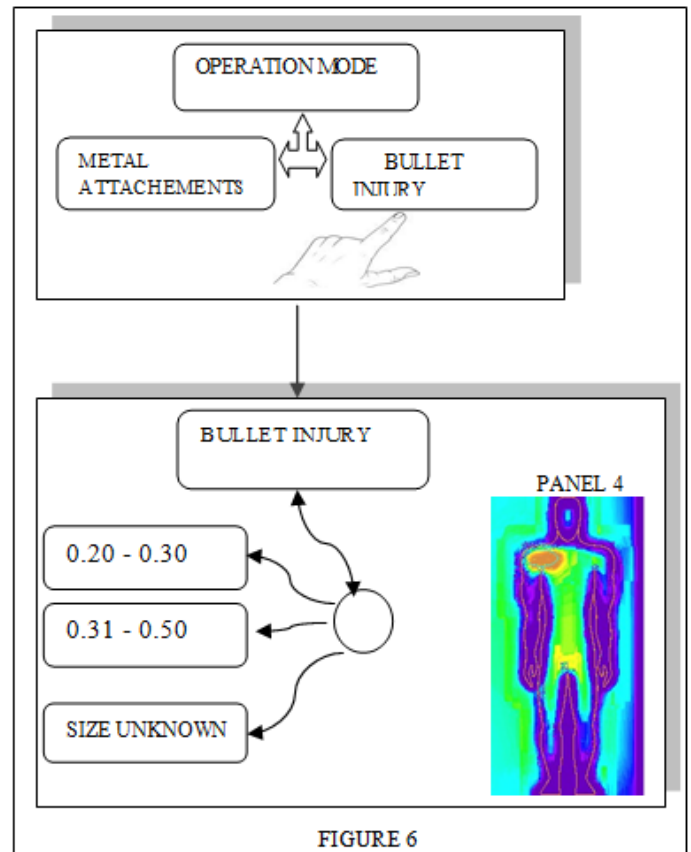 OPERATION MODE
METAL
ATTACHEMENTS
BULLET
INJURY
BULLET INJURY
PANEL 4
0.20 - 0.30
0.31 - 0.50
SIZE UNKNOWN
FIGURE 6